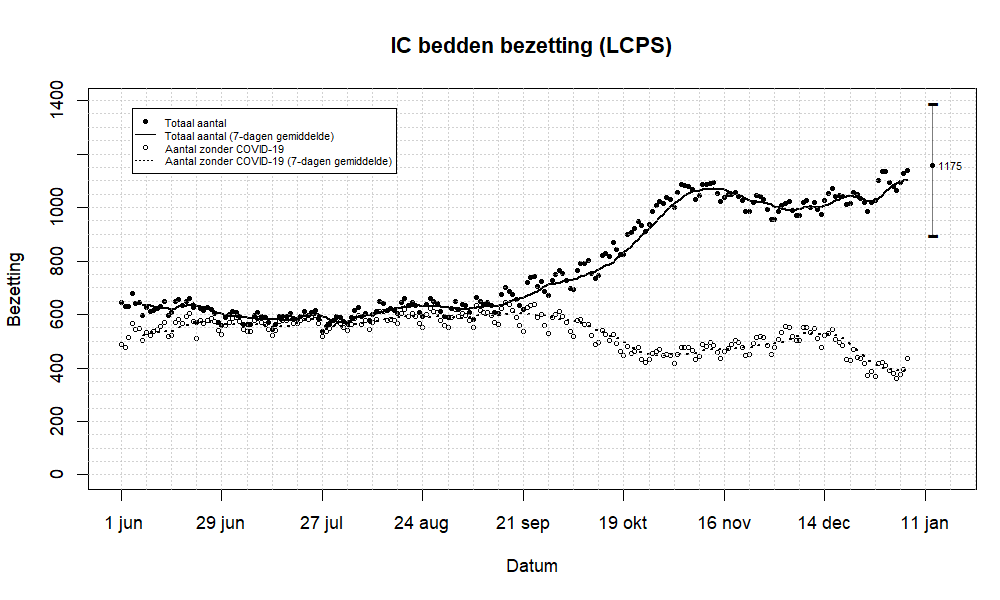 IC bedden bezetting (LCPS)
Totaal aantal
Totaal aantal (7-dagen gemiddelde)
Aantal zonder COVID-19
Aantal zonder COVID-19 (7-dagen gemiddelde)
1400
1000
800
600
400
200
0
Bezetting
1175
1 jun 29 jun 27 jul 24 aug 21 sep 19 okt 16 nov 14 dec 11 jan
Datum